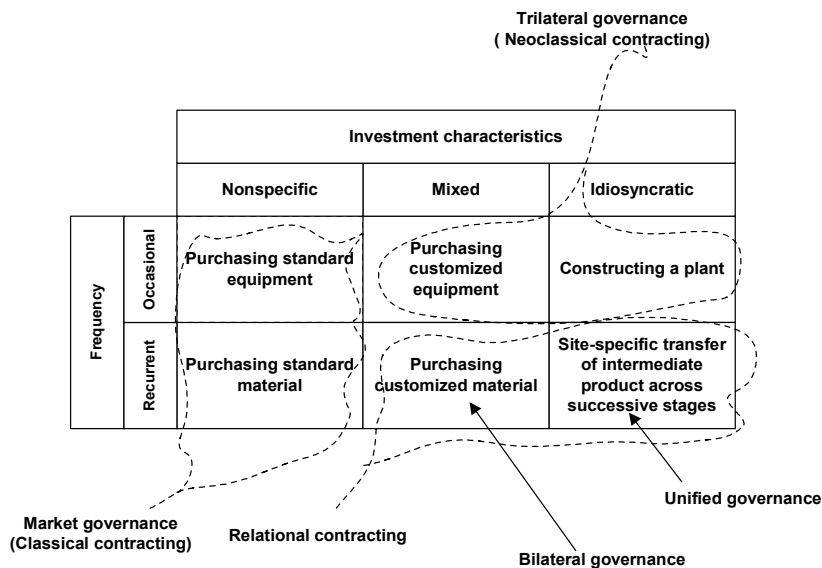 Trilateral governance
( Neoclassical contracting)
Investment characteristics
Nonspecific
Mixed
Idiosyncratic
Frequency
Occasional
Purchasing standard
equipment
Purchasing
customized
equipment
Constructing a plant
Recurrent
Purchasing standard
material
Purchasing
customized material
Site-specific transfer
of intermediate
product across
successive stages
Unified governance
Market governance
(Classical contracting)
Relational contracting
Bilateral governance